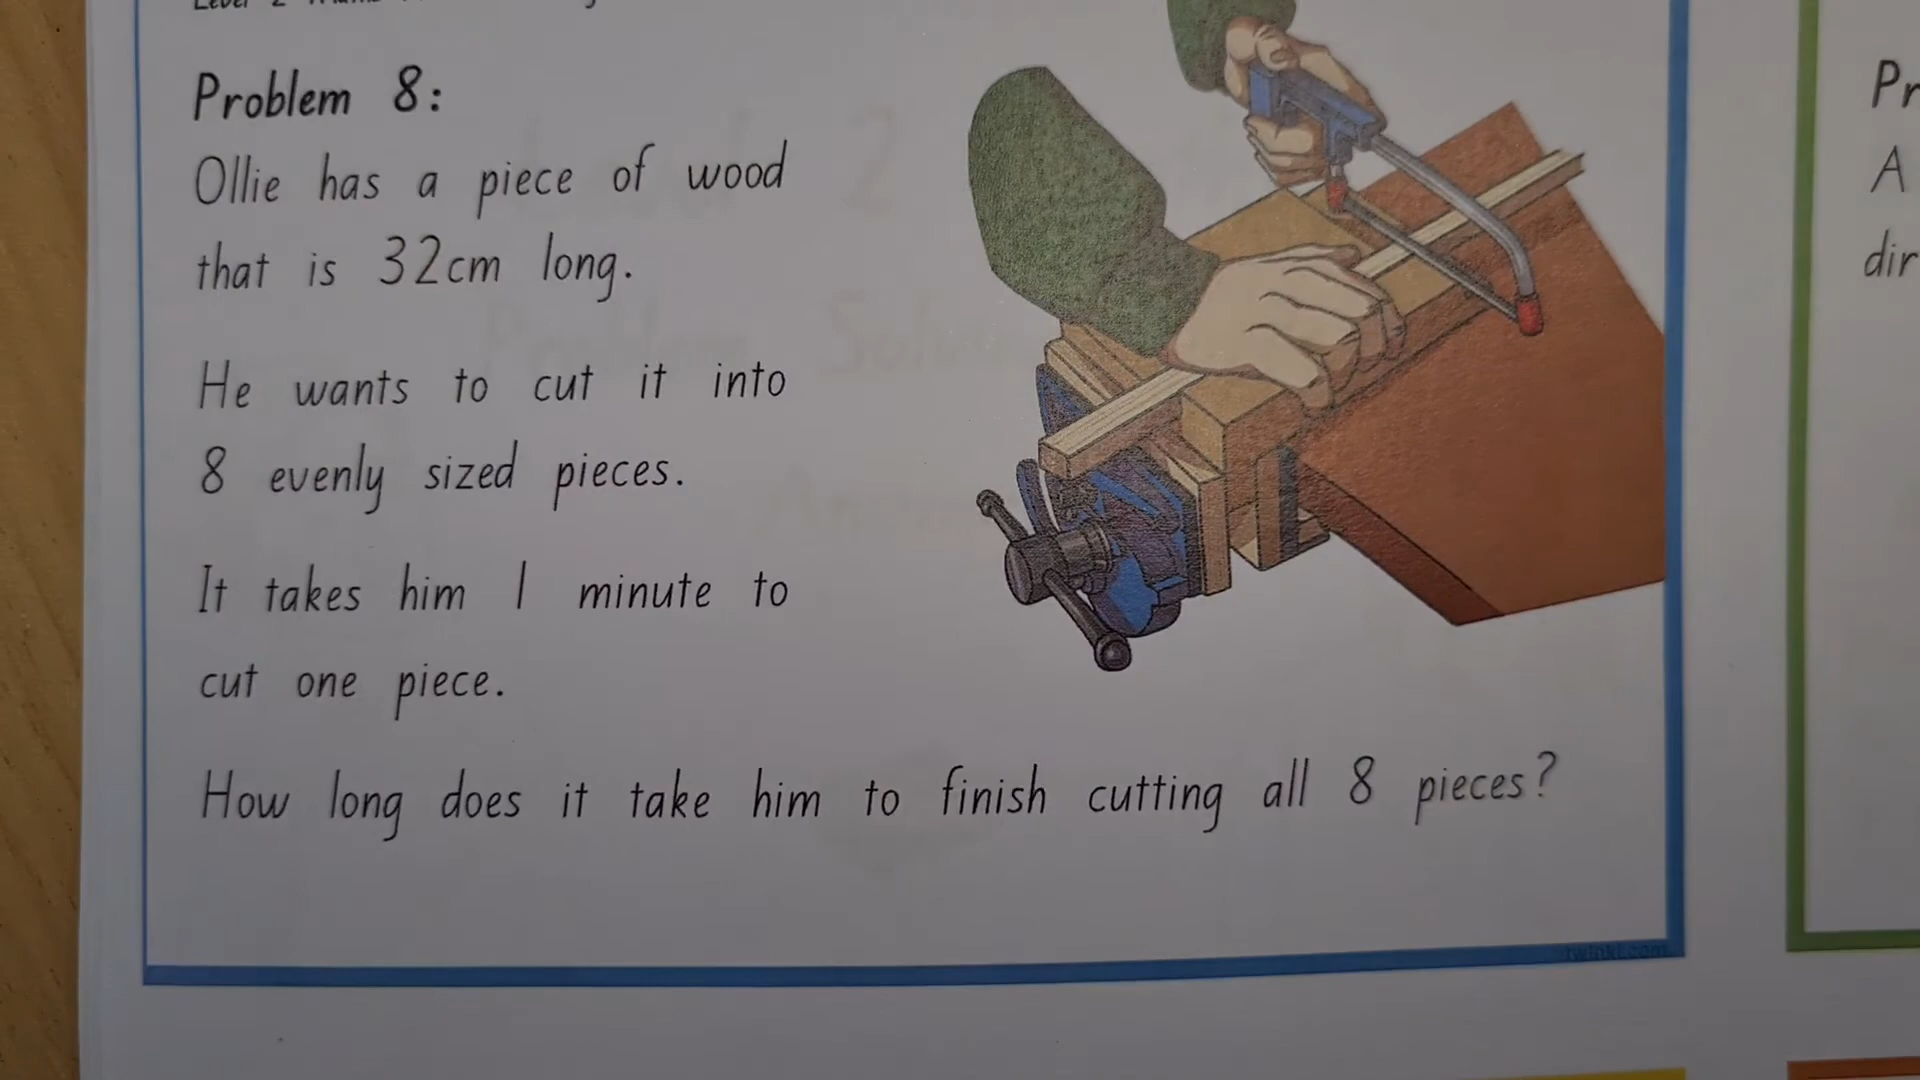 Problem 8:
Ollie has a piece of wood
that is 32cm long.
He wants to cut it into
8 evenly sized pieces.
It takes him 1 minute to
cut one piece.
How long does it take him to finish cutting all 8 pieces?
twinkl.com
Pr
A
dir